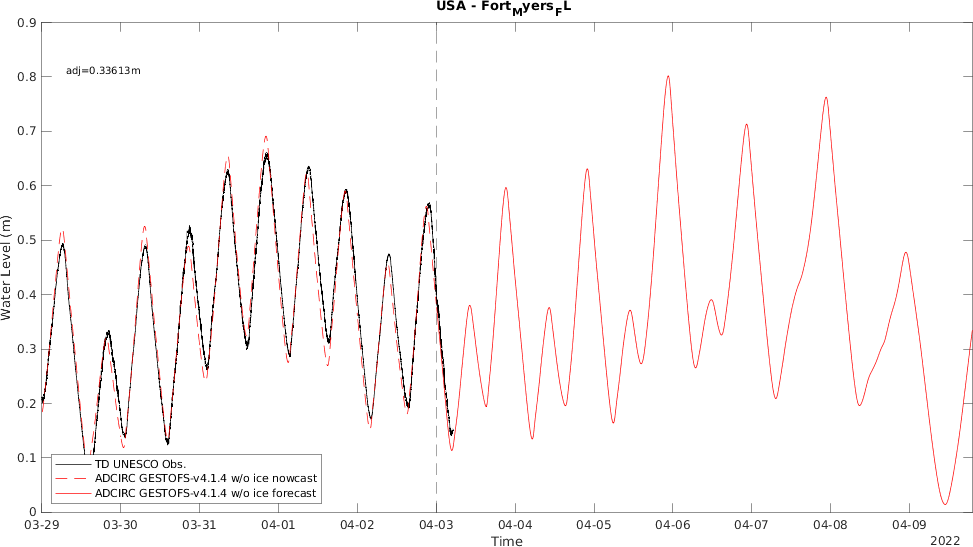 USA - Fort_Myers_FL
0.9
adj=0.33613m
0.8
0.7
0.6
0.5
0.4
0.3
0.2
0.1
0
Water Level (m)
TD UNESCO Obs.
ADCIRC GESTOFS-v4.1.4 w/o ice nowcast
ADCIRC GESTOFS-v4.1.4 w/o ice forecast
03-29 03-30 03-31 04-01 04-02 04-03 04-04 04-05 04-06 04-07 04-08 04-09
Time
2022